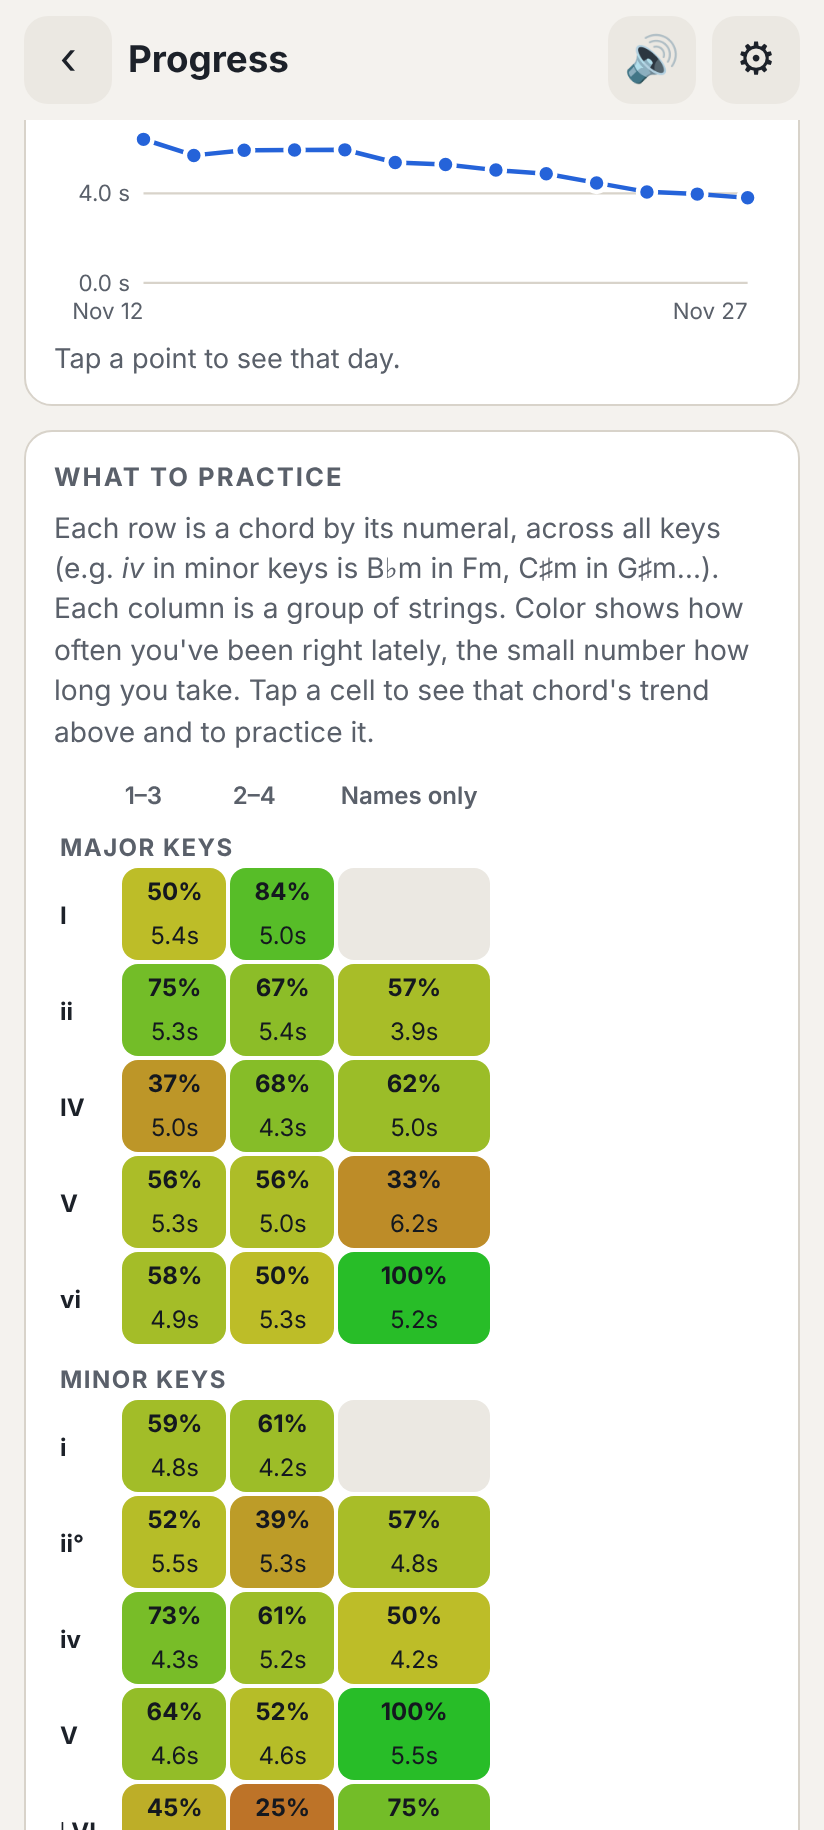 Progress
4.0 s
0.0 s
Nov 12 Nov 27
Tap a point to see that day.
WHAT TO PRACTICE
Each row is a chord by its numeral, across all keys
(e.g. iv in minor keys is B♭m in Fm, C♯m in G♯m...).
Each column is a group of strings. Color shows how
often you've been right lately, the small number how
long you take. Tap a cell to see that chord's trend
above and to practice it.
1–3 2–4 Names only
MAJOR KEYS
I 50% 84%
5.4s 5.0s
ii 75% 67% 57%
5.3s 5.4s 3.9s
IV 37% 68% 62%
5.0s 4.3s 5.0s
V 56% 56% 33%
5.3s 5.0s 6.2s
vi 58% 50% 100%
4.9s 5.3s 5.2s
MINOR KEYS
i 59% 61%
4.8s 4.2s
ii° 52% 39% 57%
5.5s 5.3s 4.8s
iv 73% 61% 50%
4.3s 5.2s 4.2s
V 64% 52% 100%
4.6s 4.6s 5.5s
45% 25% 75%